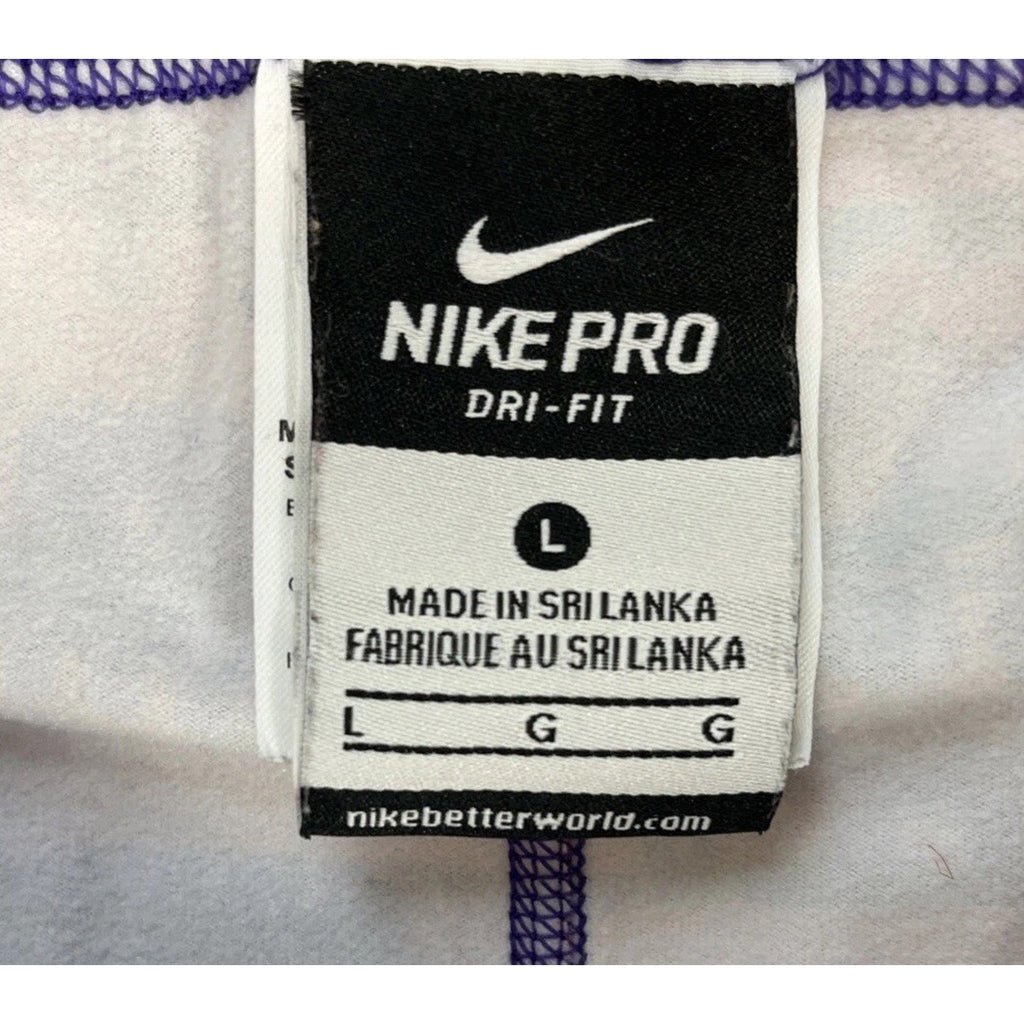 NIKE PRO
DRI-FIT
L
MADE IN SRI LANKA
FABRIQUE AU SRI LANKA
L G G
nikebetterworld.com